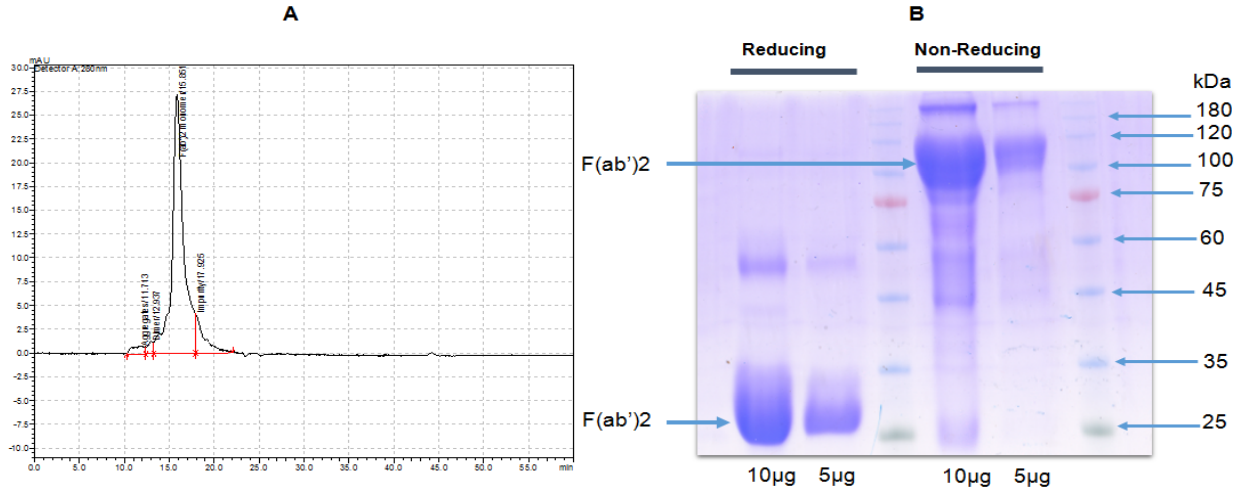 A
B
mAU
Detector A:280nm
30.0
27.5
25.0
22.5
20.0
17.5
15.0
12.5
10.0
7.5
5.0
2.5
0.0
-2.5
-5.0
-7.5
-10.0
0.0 5.0 10.0 15.0 20.0 25.0 30.0 35.0 40.0 45.0 50.0 55.0 min
Aggregates/11.713
/12.937
F(ab)2 monomer/15.851
Impurity/17.925
Reducing
Non-Reducing
kDa
180
120
100
75
60
45
35
25
F(ab')2
F(ab')2
10µg 5µg 10µg 5µg